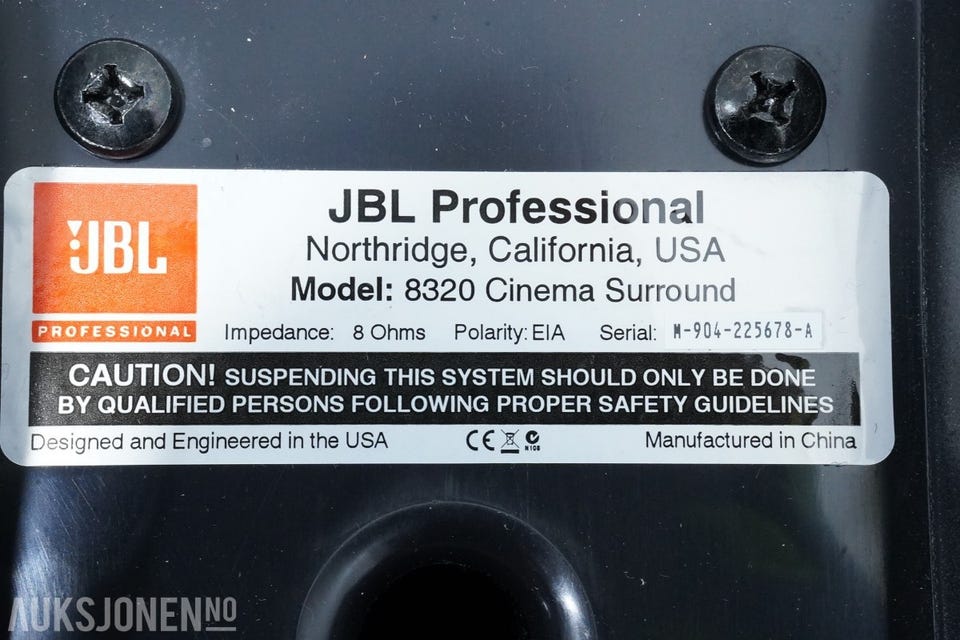 JBL
PROFESSIONAL
JBL Professional
Northridge, California, USA
Model: 8320 Cinema Surround
Impedance: 8 Ohms Polarity: EIA Serial: M-904-225678-A
CAUTION! SUSPENDING THIS SYSTEM SHOULD ONLY BE DONE
BY QUALIFIED PERSONS FOLLOWING PROPER SAFETY GUIDELINES
Designed and Engineered in the USA CE N108 Manufactured in China
AUKSJONEN NO